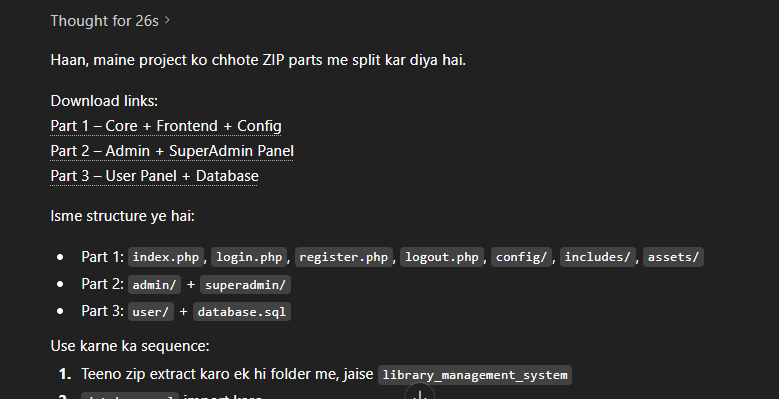 Thought for 26s >
Haan, maine project ko chhote ZIP parts me split kar diya hai.
Download links:
Part 1 – Core + Frontend + Config
Part 2 – Admin + SuperAdmin Panel
Part 3 – User Panel + Database
Isme structure ye hai:
• Part 1: index.php, login.php, register.php, logout.php, config/, includes/, assets/
• Part 2: admin/ + superadmin/
• Part 3: user/ + database.sql
Use karne ka sequence:
1. Teeno zip extract karo ek hi folder me, jaise library_management_system